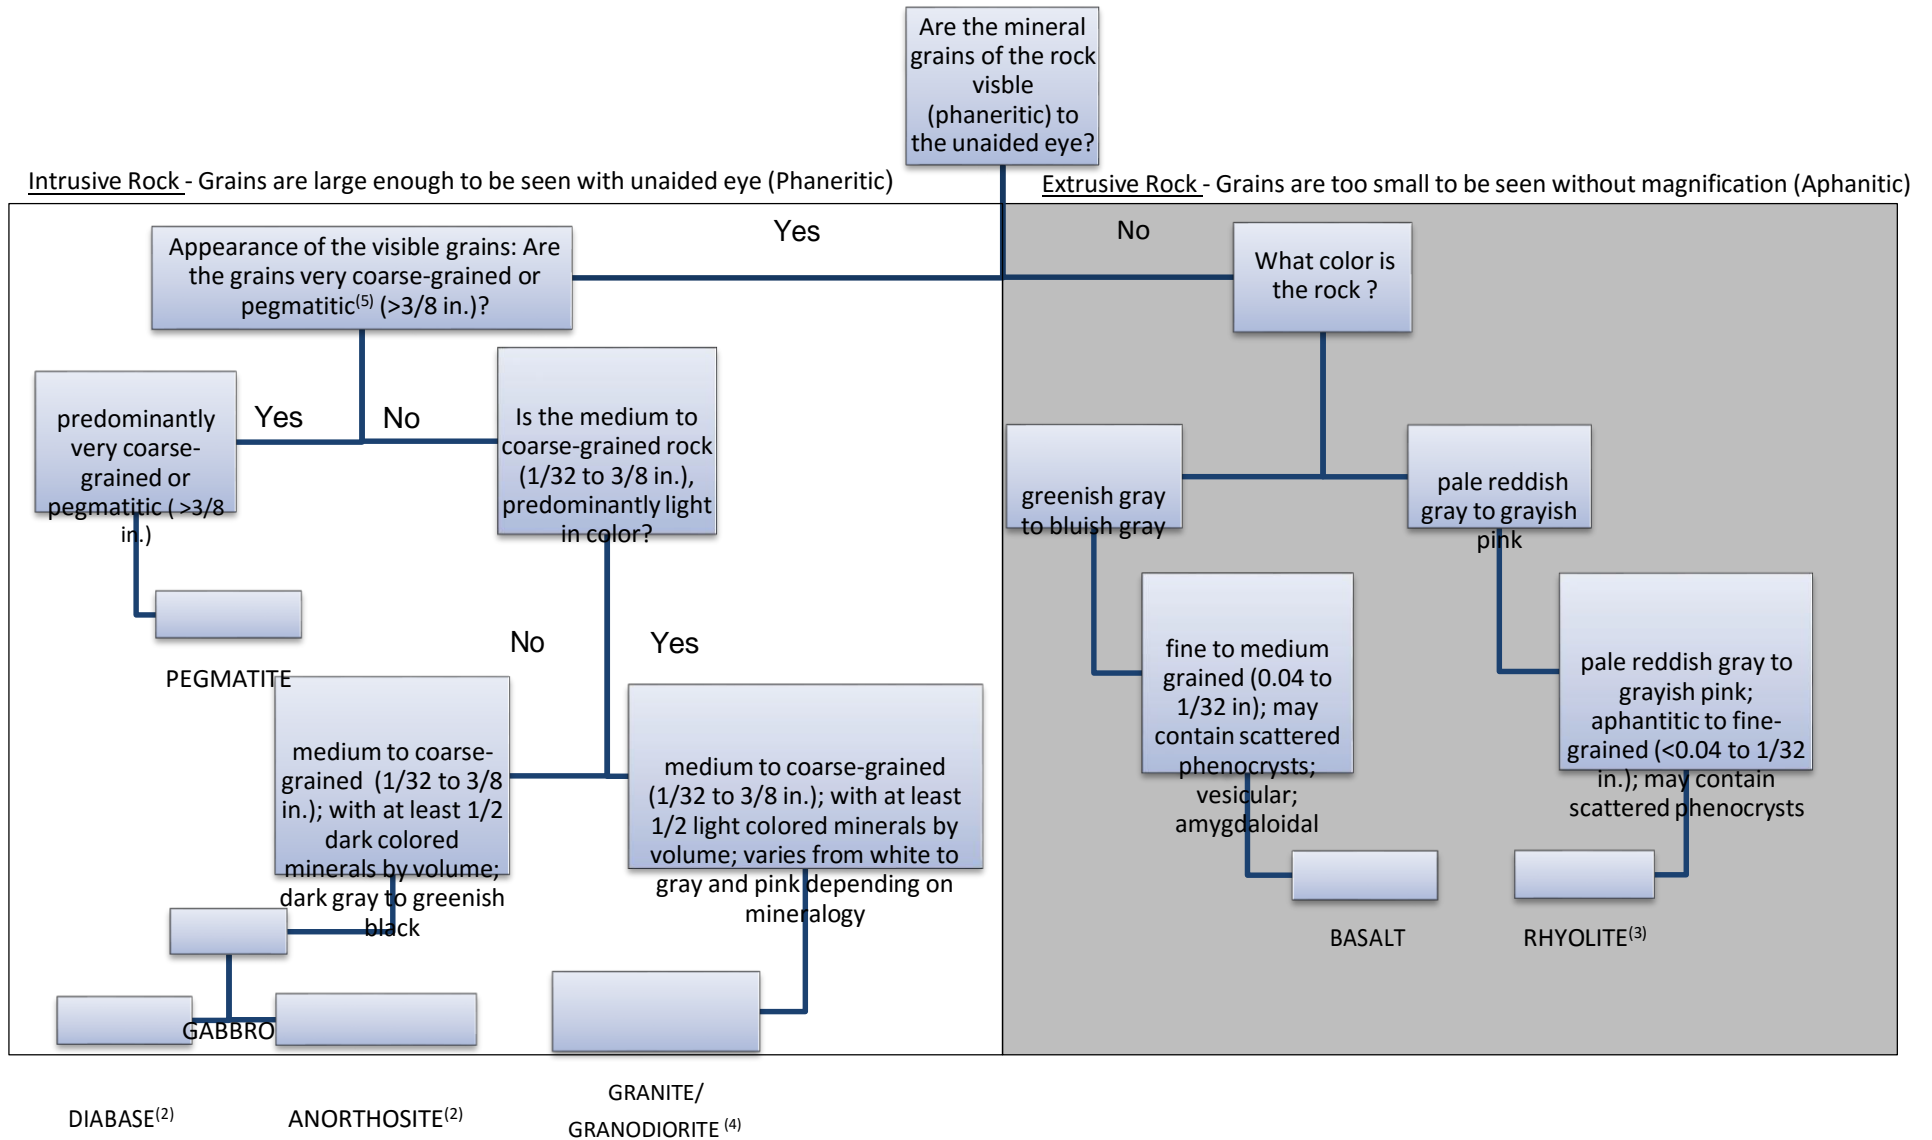 Are the mineral
grains of the rock
visble
(phaneritic) to
the unaided eye?
Intrusive Rock - Grains are large enough to be seen with unaided eye (Phaneritic)
Extrusive Rock - Grains are too small to be seen without magnification (Aphanitic)
Yes
No
Appearance of the visible grains: Are
the grains very coarse-grained or
pegmatitic(5) (>3/8 in.)?
What color is
the rock ?
predominantly
very coarse-
grained or
pegmatitic ( >3/8
in.)
Yes
No
Is the medium to
coarse-grained rock
(1/32 to 3/8 in.),
predominantly light
in color?
greenish gray
to bluish gray
pale reddish
gray to grayish
pink
PEGMATITE
No
Yes
medium to coarse-
grained (1/32 to 3/8
in.); with at least 1/2
dark colored
minerals by volume;
dark gray to greenish
black
medium to coarse-grained
(1/32 to 3/8 in.); with at least
1/2 light colored minerals by
volume; varies from white to
gray and pink depending on
mineralogy
fine to medium
grained (0.04 to
1/32 in); may
contain scattered
phenocrysts;
vesicular;
amygdaloidal
pale reddish gray to
grayish pink;
aphantitic to fine-
grained (<0.04 to 1/32
in.); may contain
scattered phenocrysts
BASALT
RHYOLITE(3)
GABBRO
DIABASE(2)
ANORTHOSITE(2)
GRANITE/
GRANODIORITE (4)